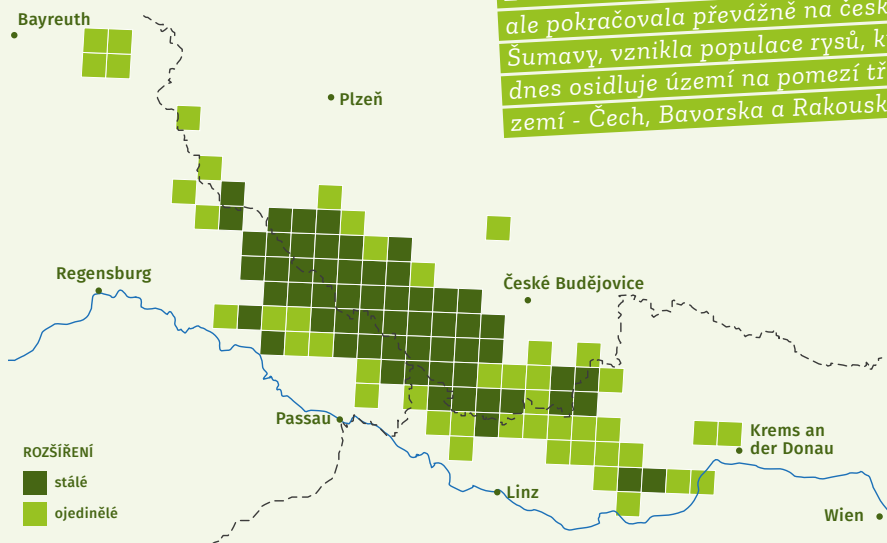 Bayreuth
ale pokračovala převážně na česk
Šumavy, vznikla populace rysů, k
dnes osidluje území na pomezí tř
zemí - Čech, Bavorska a Rakousk
Plzeň
Regensburg
České Budějovice
Passau
Krems an
der Donau
Linz
Wien
ROZŠÍŘENÍ
stálé
ojedinělé